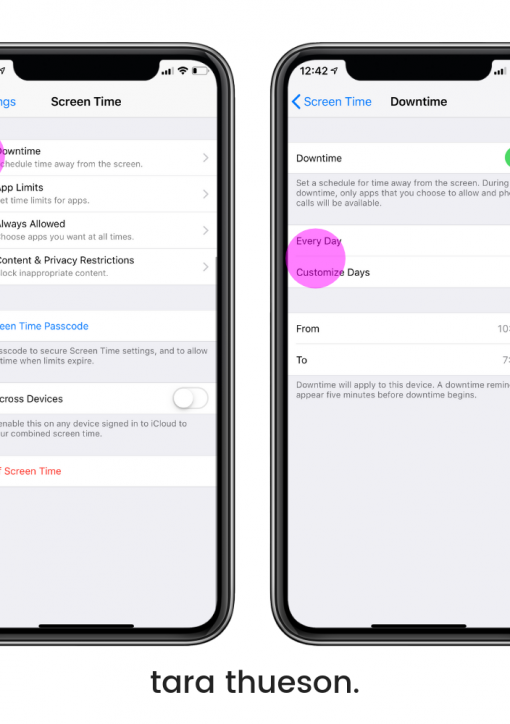 ngs Screen Time
owntime
chedule time away from the screen.
pp Limits
et time limits for apps.
lways Allowed
hoose apps you want at all times.
ontent & Privacy Restrictions
lock inappropriate content.
een Time Passcode
asscode to secure Screen Time settings, and to allow
time when limits expire.
cross Devices
enable this on any device signed in to iCloud to
ur combined screen time.
f Screen Time
12:42
Screen Time Downtime
Downtime
Set a schedule for time away from the screen. During
downtime, only apps that you choose to allow and pho
calls will be available.
Every Day
Customize Days
From 10:
To 7:
Downtime will apply to this device. A downtime remin
appear five minutes before downtime begins.
tara thueson.